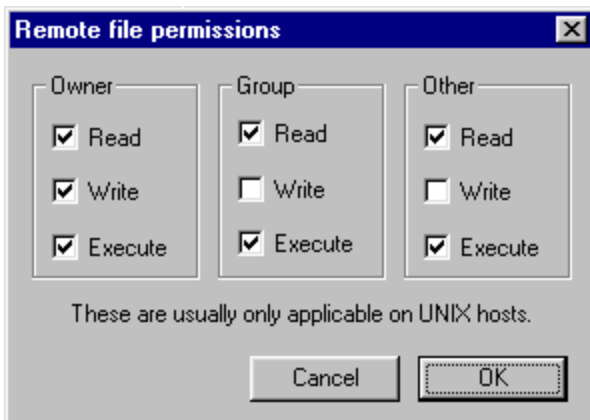 Remote file permissions
Owner Group Other
Read Read Read
Write Write Write
Execute Execute Execute
These are usually only applicable on UNIX hosts.
Cancel OK